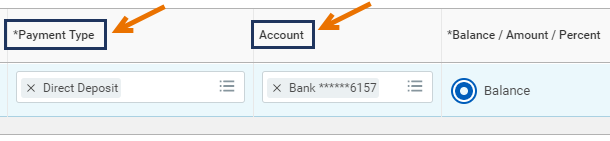 *Payment Type
Account
*Balance / Amount / Percent
× Direct Deposit
× Bank ******6157
Balance